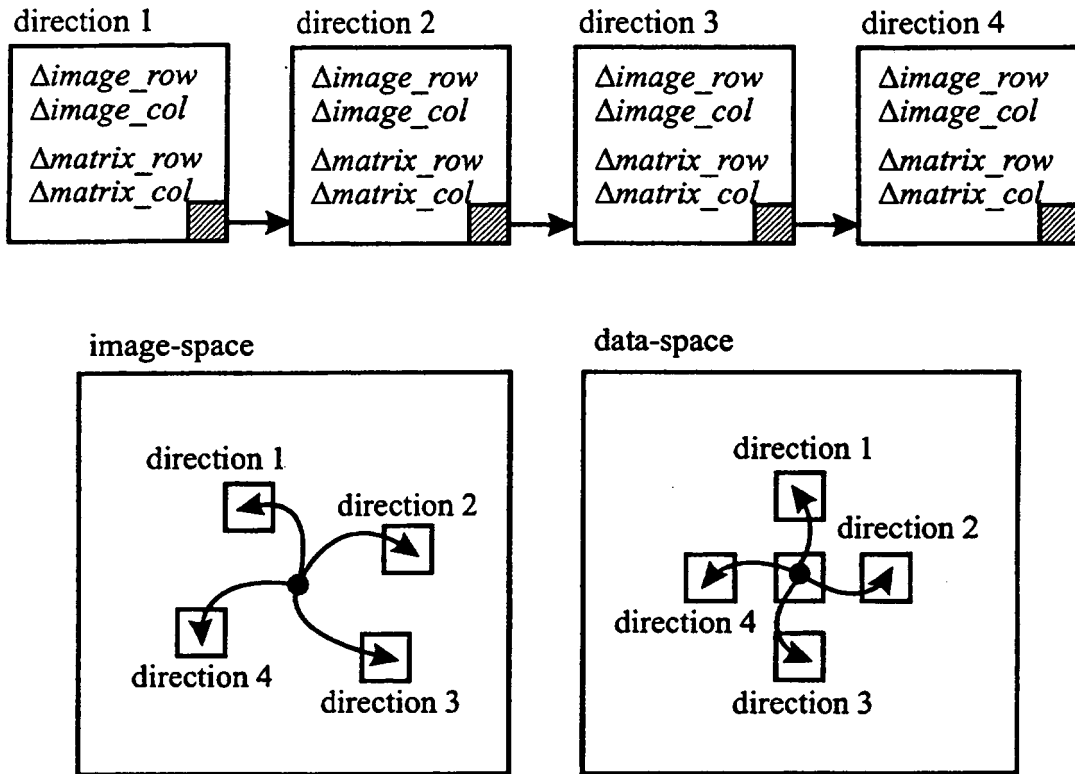 direction 1
direction 2
direction 3
direction 4
Δimage_row
Δimage_col
Δmatrix_row
Δmatrix_col
Δimage_row
Δimage_col
Δmatrix_row
Δmatrix_col
Δimage_row
Δimage_col
Δmatrix_row
Δmatrix_col
Δimage_row
Δimage_col
Δmatrix_row
Δmatrix_col
image-space
direction 1
direction 2
direction 4
direction 3
data-space
direction 1
direction 2
direction 4
direction 3